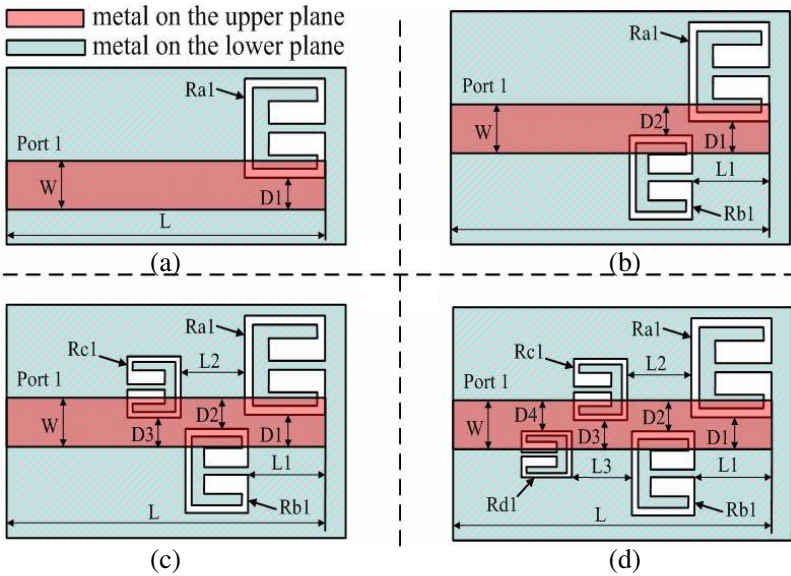 metal on the upper plane
metal on the lower plane
Ra1
Port 1
W
D1
L
(a)
Ra1
Port 1
W
D2
D1
L1
Rb1
(b)
Ra1
Rc1
L2
Port 1
W
D3
D2
D1
L1
L
Rb1
(c)
Ra1
Rc1
L2
Port 1
W
D4
D3
D2
D1
L3
L1
Rd1
L
Rb1
(d)